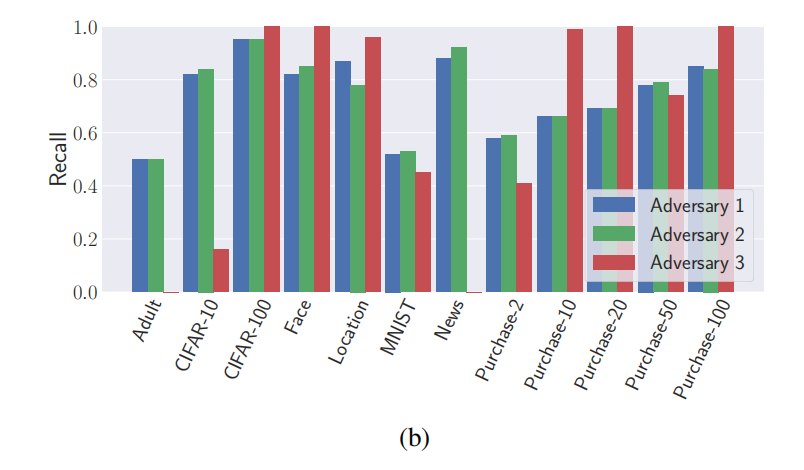 1.0
0.8
0.6
0.4
0.2
0.0
Recall
Adversary 1
Adversary 2
Adversary 3
Adult
CIFAR-10
CIFAR-100
Face
Location
MNIST
News
Purchase-2
Purchase-10
Purchase-20
Purchase-50
Purchase-100
(b)